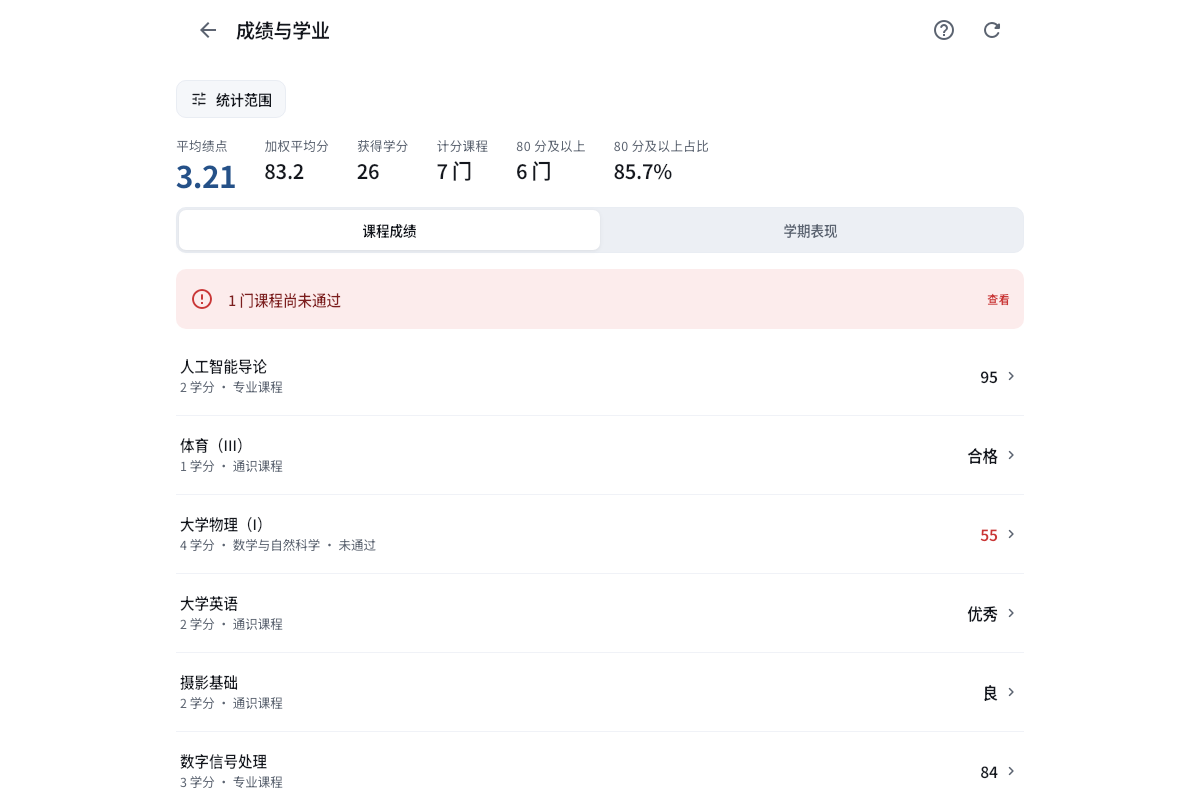 成绩与学业
统计范围
平均绩点 加权平均分 获得学分 计分课程 80 分及以上 80 分及以上占比
3.21 83.2 26 7 门 6 门 85.7%
课程成绩 学期表现
1 门课程尚未通过 查看
人工智能导论
2 学分 · 专业课程 95
体育（III）
1 学分 · 通识课程 合格
大学物理（I）
4 学分 · 数学与自然科学 · 未通过 55
大学英语
2 学分 · 通识课程 优秀
摄影基础
2 学分 · 通识课程 良
数字信号处理
3 学分 · 专业课程 84